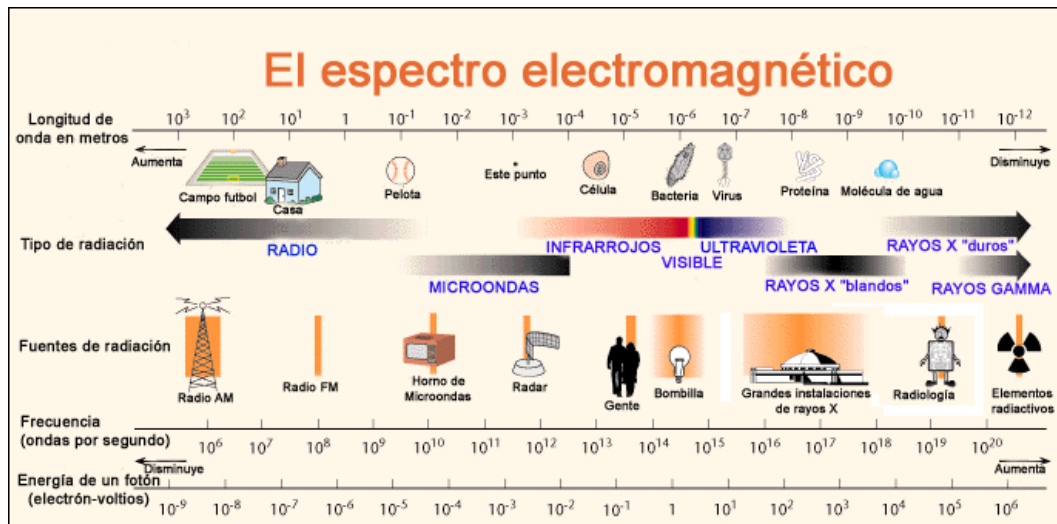 El espectro electromagnético
Longitud de
onda en metros
10³ 10² 10¹ 1 10⁻¹ 10⁻² 10⁻³ 10⁻⁴ 10⁻⁵ 10⁻⁶ 10⁻⁷ 10⁻⁸ 10⁻⁹ 10⁻¹⁰ 10⁻¹¹ 10⁻¹²
Aumenta
Disminuye
Campo futbol
Casa
Pelota
Este punto
Célula
Bacteria
Virus
Proteína
Molécula de agua
Tipo de radiación
RADIO
INFRARROJOS
VISIBLE
ULTRAVIOLETA
RAYOS X "duros"
MICROONDAS
RAYOS X "blandos"
RAYOS GAMMA
Fuentes de radiación
Radio AM
Radio FM
Horno de
Microondas
Radar
Gente
Bombilla
Grandes instalaciones
de rayos X
Radiología
Elementos
radiactivos
Frecuencia
(ondas por segundo)
10⁶ 10⁷ 10⁸ 10⁹ 10¹⁰ 10¹¹ 10¹² 10¹³ 10¹⁴ 10¹⁵ 10¹⁶ 10¹⁷ 10¹⁸ 10¹⁹ 10²⁰
Disminuye
Aumenta
Energía de un fotón
(electrón-voltios)
10⁻⁹ 10⁻⁸ 10⁻⁷ 10⁻⁶ 10⁻⁵ 10⁻⁴ 10⁻³ 10⁻² 10⁻¹ 1 10¹ 10² 10³ 10⁴ 10⁵ 10⁶